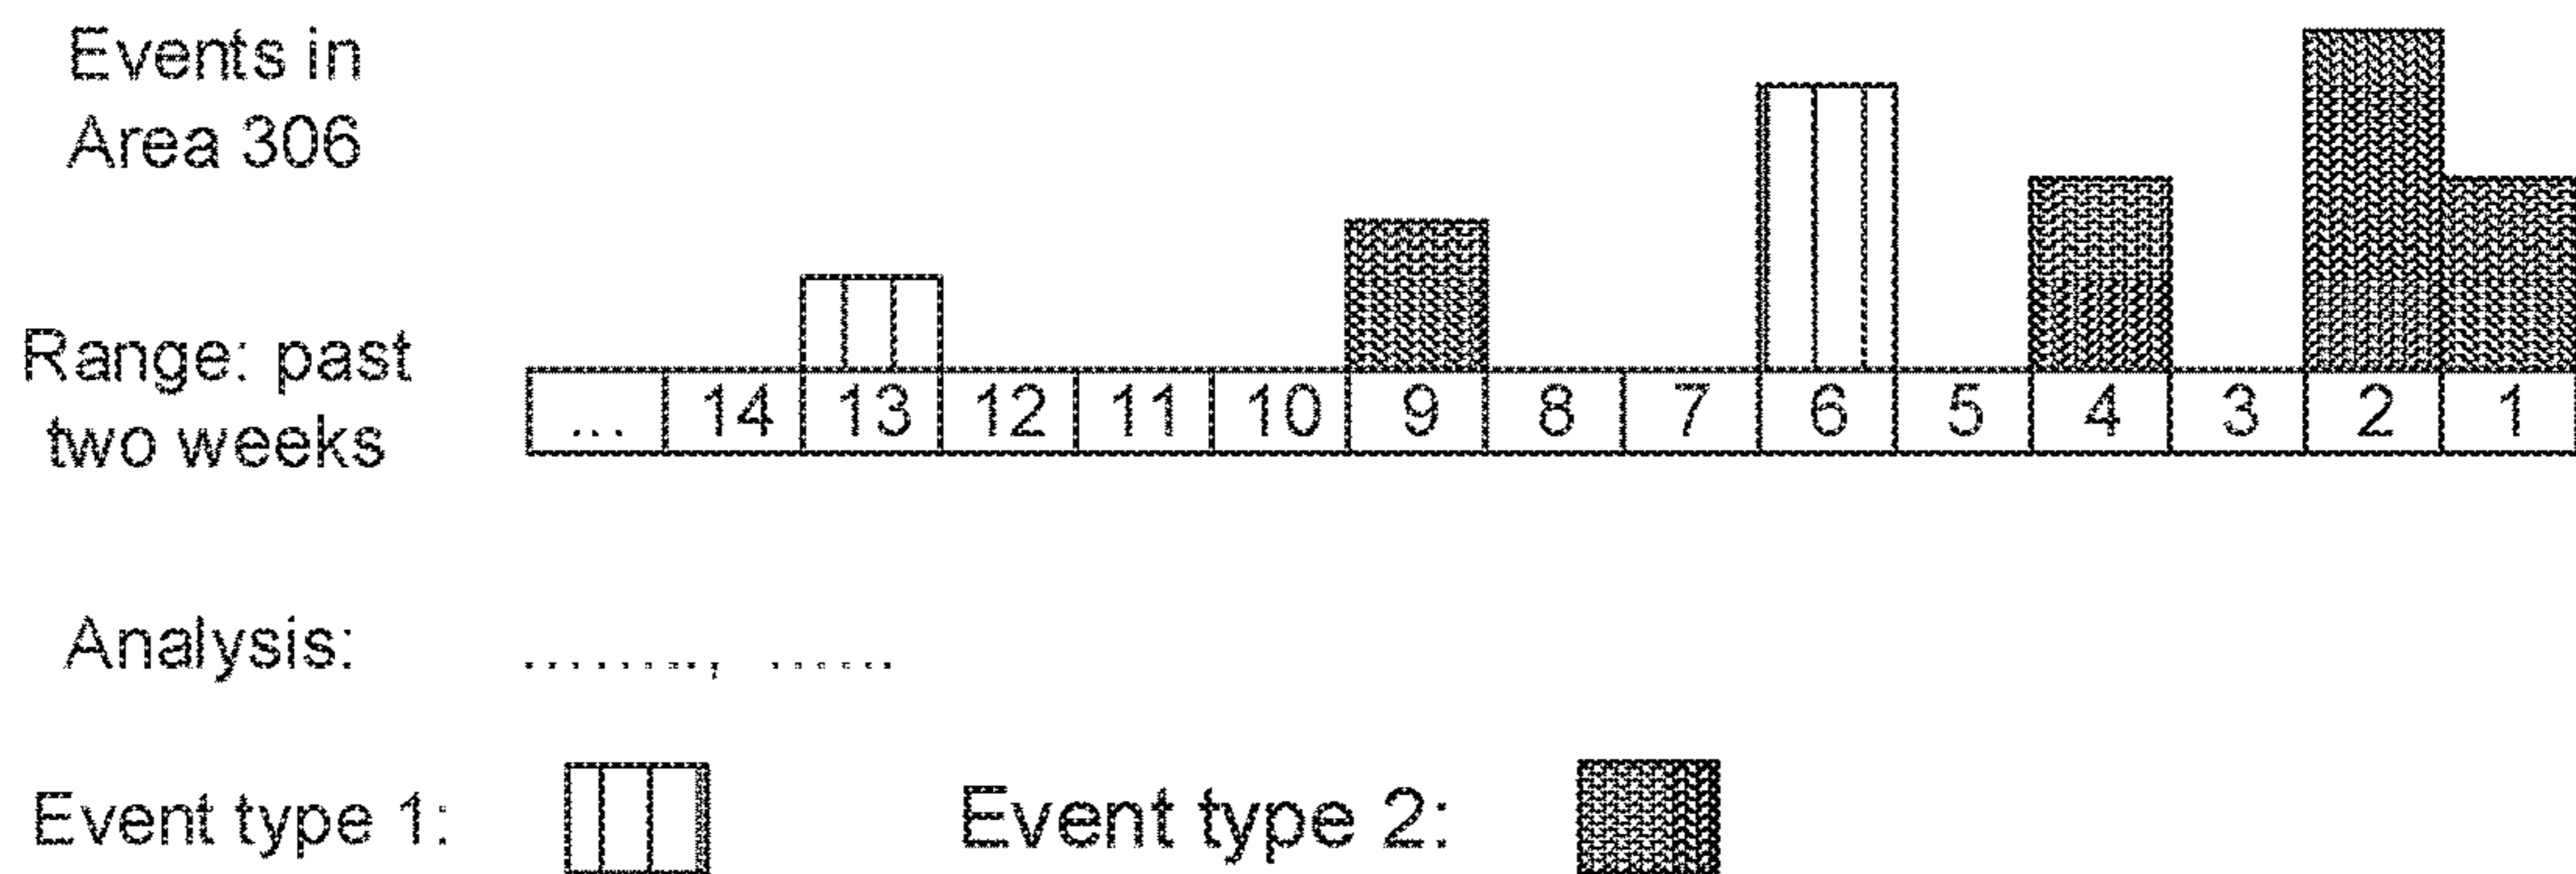 Events in
Area 306
Range: past
two weeks
... 14 13 12 11 10 9 8 7 6 5 4 3 2 1
Analysis: ........, ......
Event type 1: Event type 2: